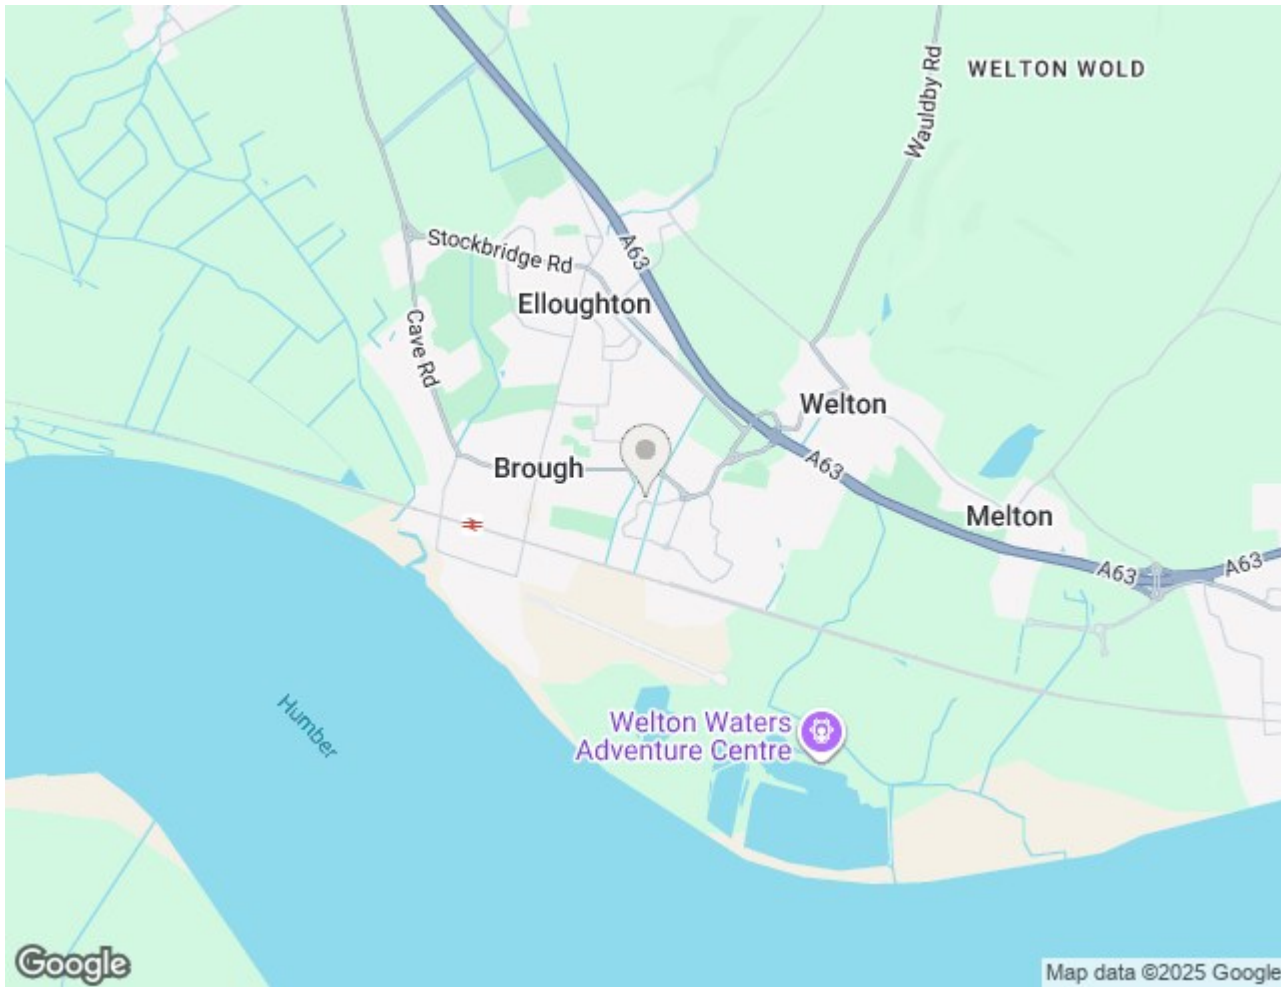 WELTON WOLD
Wauldby Rd
Stockbridge Rd
A63
Elloughton
Cave Rd
Welton
Brough
A63
Melton
A63
A63
Humber
Welton Waters
Adventure Centre
Google
Map data ©2025 Google